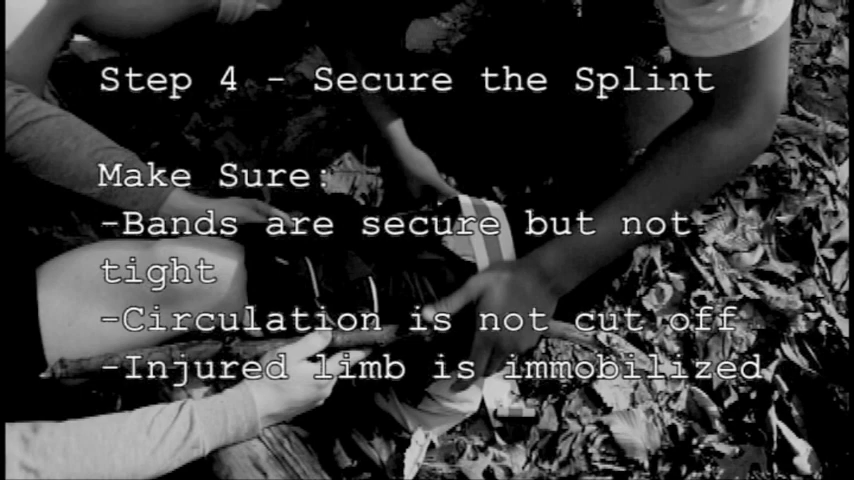 Step 4 - Secure the Splint
Make Sure:
-Bands are secure but not
tight
-Circulation is not cut off
-Injured limb is immobilized